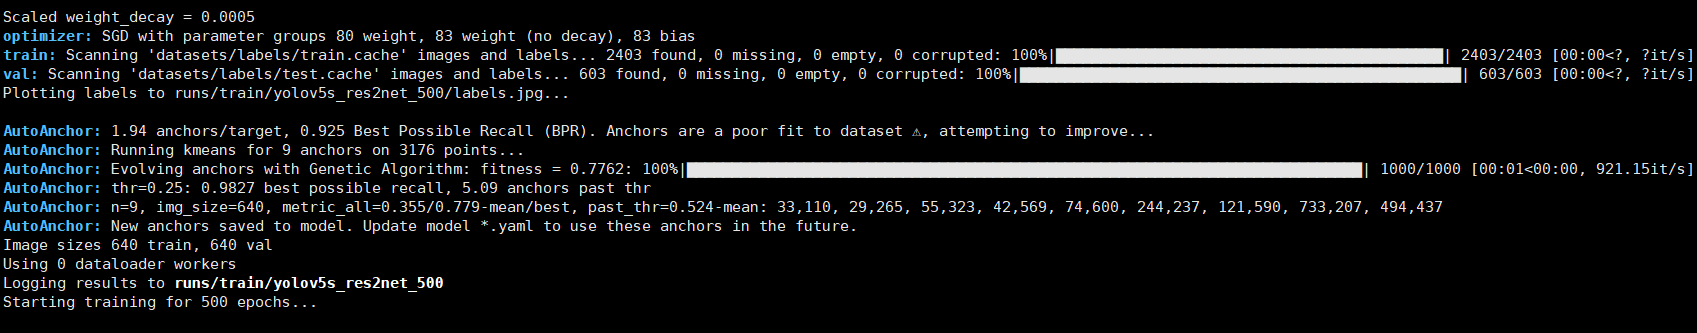 Scaled weight_decay = 0.0005
optimizer: SGD with parameter groups 80 weight, 83 weight (no decay), 83 bias
train: Scanning 'datasets/labels/train.cache' images and labels... 2403 found, 0 missing, 0 empty, 0 corrupted: 100%|██████████| 2403/2403 [00:00<?, ?it/s]
val: Scanning 'datasets/labels/test.cache' images and labels... 603 found, 0 missing, 0 empty, 0 corrupted: 100%|██████████| 603/603 [00:00<?, ?it/s]
Plotting labels to runs/train/yolov5s_res2net_500/labels.jpg...
AutoAnchor: 1.94 anchors/target, 0.925 Best Possible Recall (BPR). Anchors are a poor fit to dataset ⚠, attempting to improve...
AutoAnchor: Running kmeans for 9 anchors on 3176 points...
AutoAnchor: Evolving anchors with Genetic Algorithm: fitness = 0.7762: 100%|██████████| 1000/1000 [00:01<00:00, 921.15it/s]
AutoAnchor: thr=0.25: 0.9827 best possible recall, 5.09 anchors past thr
AutoAnchor: n=9, img_size=640, metric_all=0.355/0.779-mean/best, past_thr=0.524-mean: 33,110, 29,265, 55,323, 42,569, 74,600, 244,237, 121,590, 733,207, 494,437
AutoAnchor: New anchors saved to model. Update model *.yaml to use these anchors in the future.
Image sizes 640 train, 640 val
Using 0 dataloader workers
Logging results to runs/train/yolov5s_res2net_500
Starting training for 500 epochs...